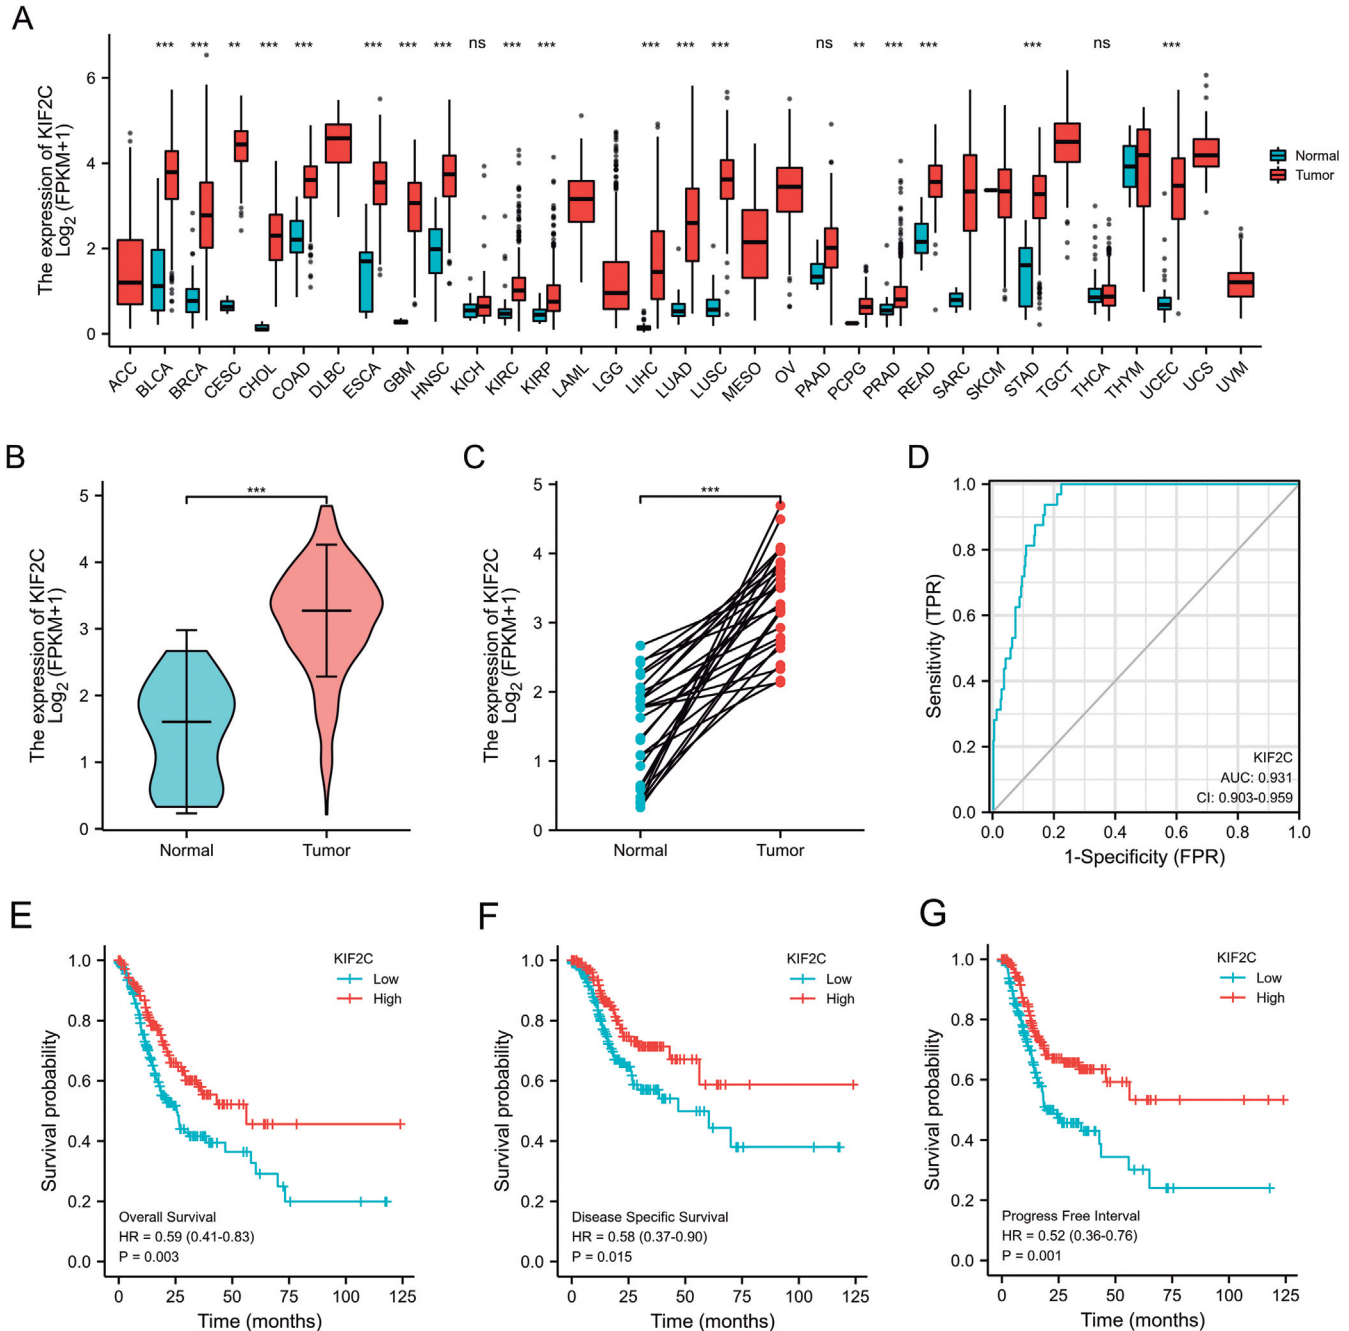 A
*** *** ** *** *** *** *** *** ns *** *** *** *** *** ns ** *** *** *** ns ***
The expression of KIF2C
Log2 (FPKM+1)
6
4
2
0
Normal
Tumor
ACC BLCA BRCA CESC CHOL COAD DLBC ESCA GBM HNSC KICH KIRC KIRP LAML LGG LIHC LUAD LUSC MESO OV PAAD PCPG PRAD READ SARC SKCM STAD TGCT THCA THYM UCEC UCS UVM
B
***
The expression of KIF2C
Log2 (FPKM+1)
5
4
3
2
1
0
Normal Tumor
C
***
The expression of KIF2C
Log2 (FPKM+1)
5
4
3
2
1
0
Normal Tumor
D
Sensitivity (TPR)
1.0
0.8
0.6
0.4
0.2
0.0
KIF2C
AUC: 0.931
CI: 0.903-0.959
0.0 0.2 0.4 0.6 0.8 1.0
1-Specificity (FPR)
E
Survival probability
1.0
0.8
0.6
0.4
0.2
0.0
KIF2C
Low
High
Overall Survival
HR = 0.59 (0.41-0.83)
P = 0.003
0 25 50 75 100 125
Time (months)
F
Survival probability
1.0
0.8
0.6
0.4
0.2
0.0
KIF2C
Low
High
Disease Specific Survival
HR = 0.58 (0.37-0.90)
P = 0.015
0 25 50 75 100 125
Time (months)
G
Survival probability
1.0
0.8
0.6
0.4
0.2
0.0
KIF2C
Low
High
Progress Free Interval
HR = 0.52 (0.36-0.76)
P = 0.001
0 25 50 75 100 125
Time (months)